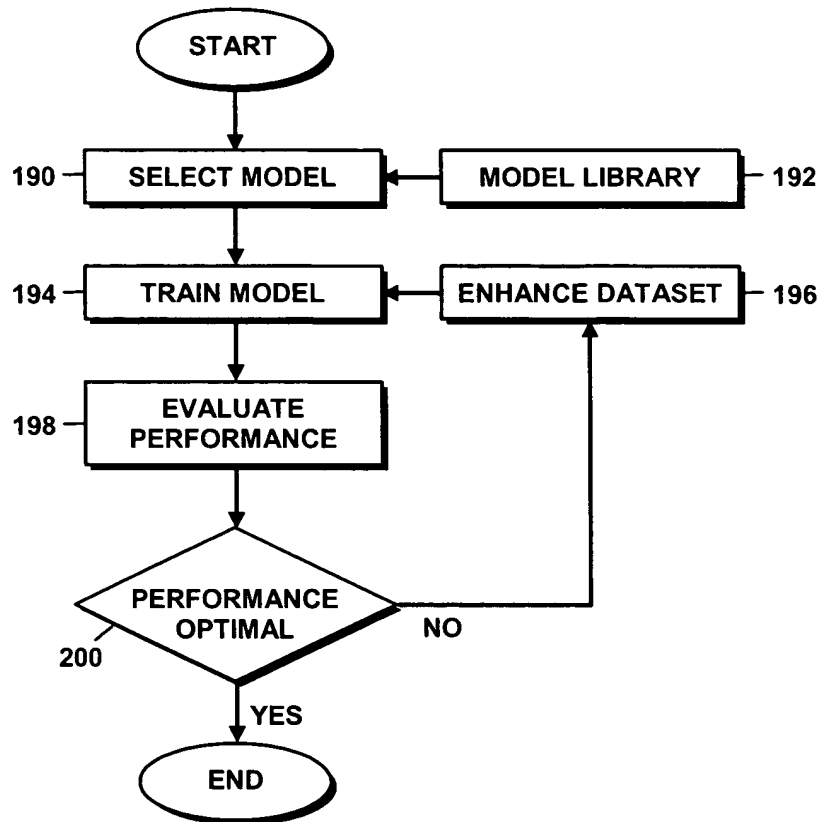 START
190
SELECT MODEL
MODEL LIBRARY
192
194
TRAIN MODEL
ENHANCE DATASET
196
198
EVALUATE
PERFORMANCE
PERFORMANCE
OPTIMAL
200
NO
YES
END